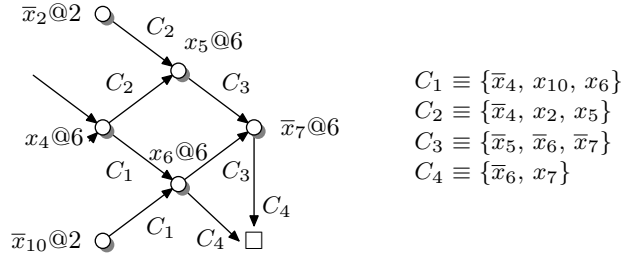 x̅₂@2
C₂
x₅@6
C₂
C₃
x₄@6
x₆@6
x̅₇@6
C₁
C₃
C₁
C₄
C₄
x̅₁₀@2
C₁ ≡ {x̅₄, x₁₀, x₆}
C₂ ≡ {x̅₄, x₂, x₅}
C₃ ≡ {x̅₅, x̅₆, x̅₇}
C₄ ≡ {x̅₆, x₇}